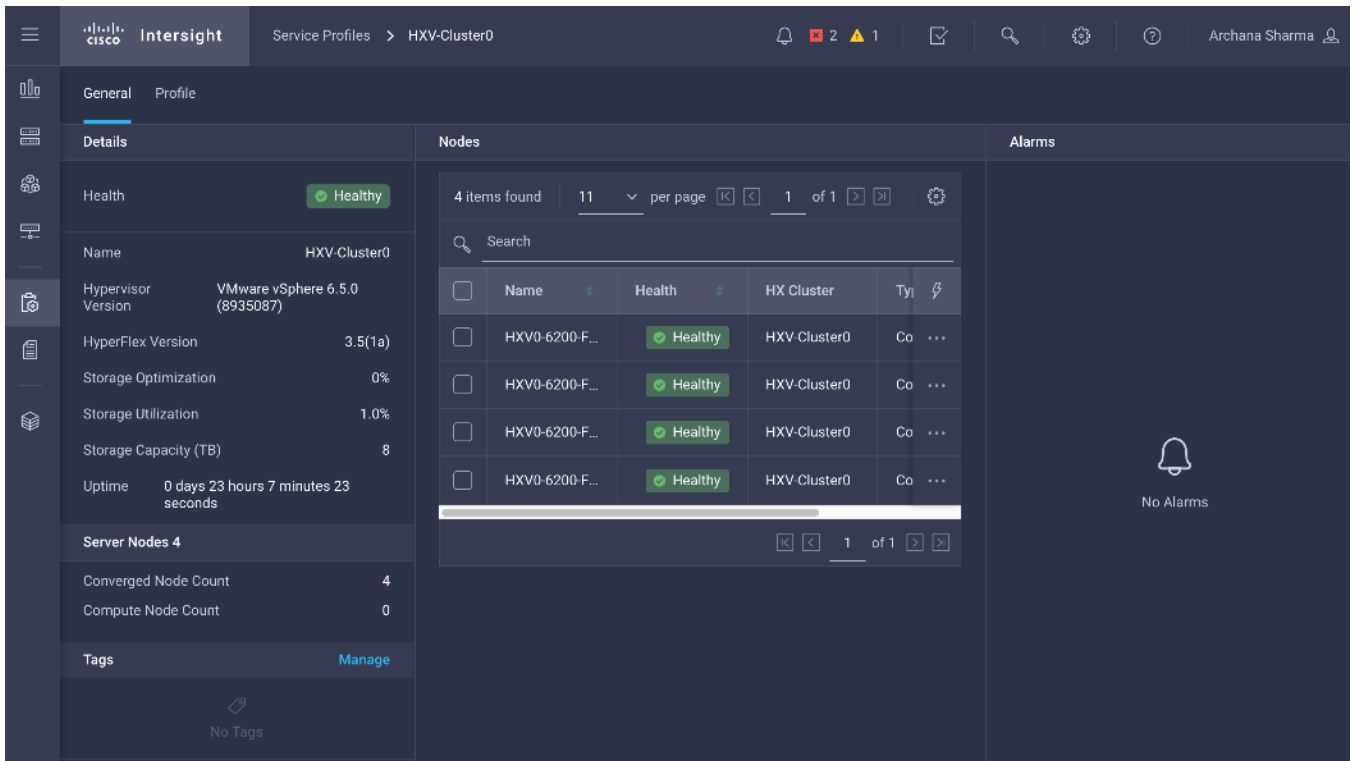 cisco Intersight Service Profiles > HXV-Cluster0 2 1 Archana Sharma
General Profile
Details
Health Healthy
Name HXV-Cluster0
Hypervisor Version VMware vSphere 6.5.0 (8935087)
HyperFlex Version 3.5(1a)
Storage Optimization 0%
Storage Utilization 1.0%
Storage Capacity (TB) 8
Uptime 0 days 23 hours 7 minutes 23 seconds
Server Nodes 4
Converged Node Count 4
Compute Node Count 0
Tags Manage
No Tags
Nodes
4 items found 11 per page 1 of 1
Search
Name Health HX Cluster Ty
HXV0-6200-F... Healthy HXV-Cluster0 Co ...
HXV0-6200-F... Healthy HXV-Cluster0 Co ...
HXV0-6200-F... Healthy HXV-Cluster0 Co ...
HXV0-6200-F... Healthy HXV-Cluster0 Co ...
1 of 1
Alarms
No Alarms